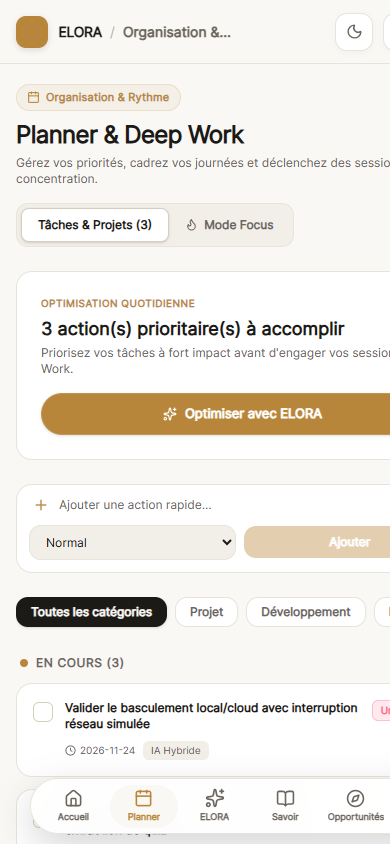 ELORA / Organisation &...
Organisation & Rythme
Planner & Deep Work
Gérez vos priorités, cadrez vos journées et déclenchez des
concentration.
Tâches & Projets (3)
Mode Focus
OPTIMISATION QUOTIDIENNE
3 action(s) prioritaire(s) à accomplir
Priorisez vos tâches à fort impact avant d'engager vos
Work.
Optimiser avec ELORA
Ajouter une action rapide...
Normal
Ajouter
Toutes les catégories
Projet
Développement
EN COURS (3)
Valider le basculement local/cloud avec interruption
réseau simulée
2026-11-24
IA Hybride
Accueil
Planner
ELORA
Savoir
Opportunités